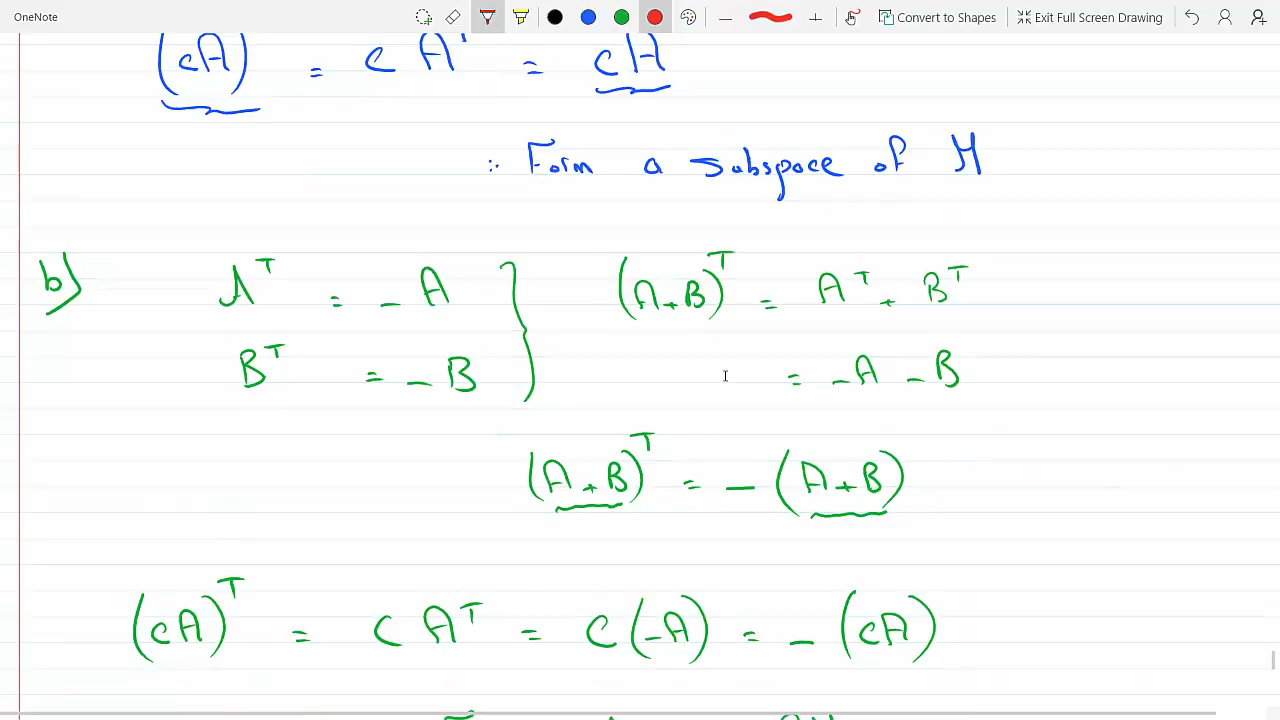 OneNote
Convert to Shapes
Exit Full Screen Drawing
(cA) = c A^T = cA
∴ Form a subspace of M
b) A^T = - A
B^T = - B
(A+B)^T = A^T + B^T
= -A - B
(A+B)^T = - (A+B)
(cA)^T = C A^T = C(-A) = - (cA)